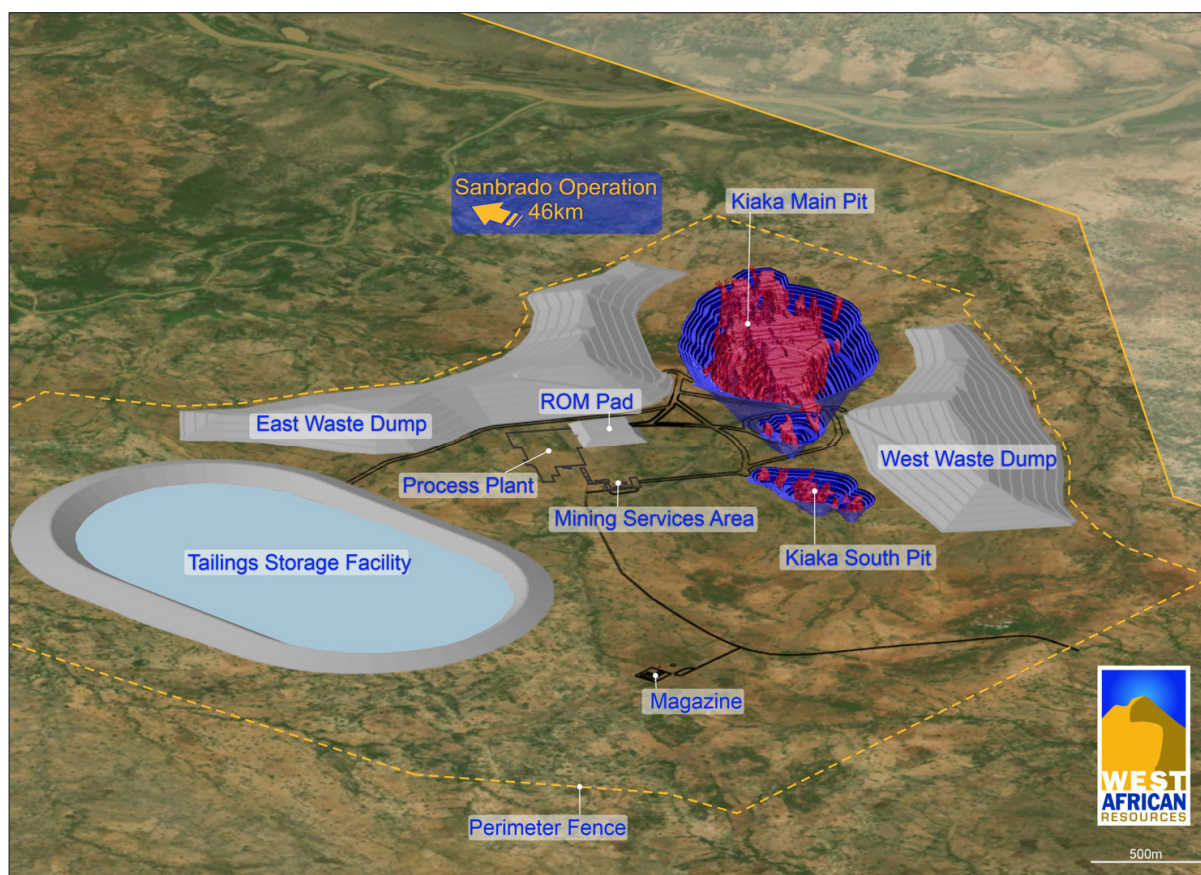 Sanbrado Operation
46km
Kiaka Main Pit
ROM Pad
East Waste Dump
West Waste Dump
Process Plant
Mining Services Area
Kiaka South Pit
Tailings Storage Facility
Magazine
Perimeter Fence
WEST
AFRICAN
RESOURCES
500m